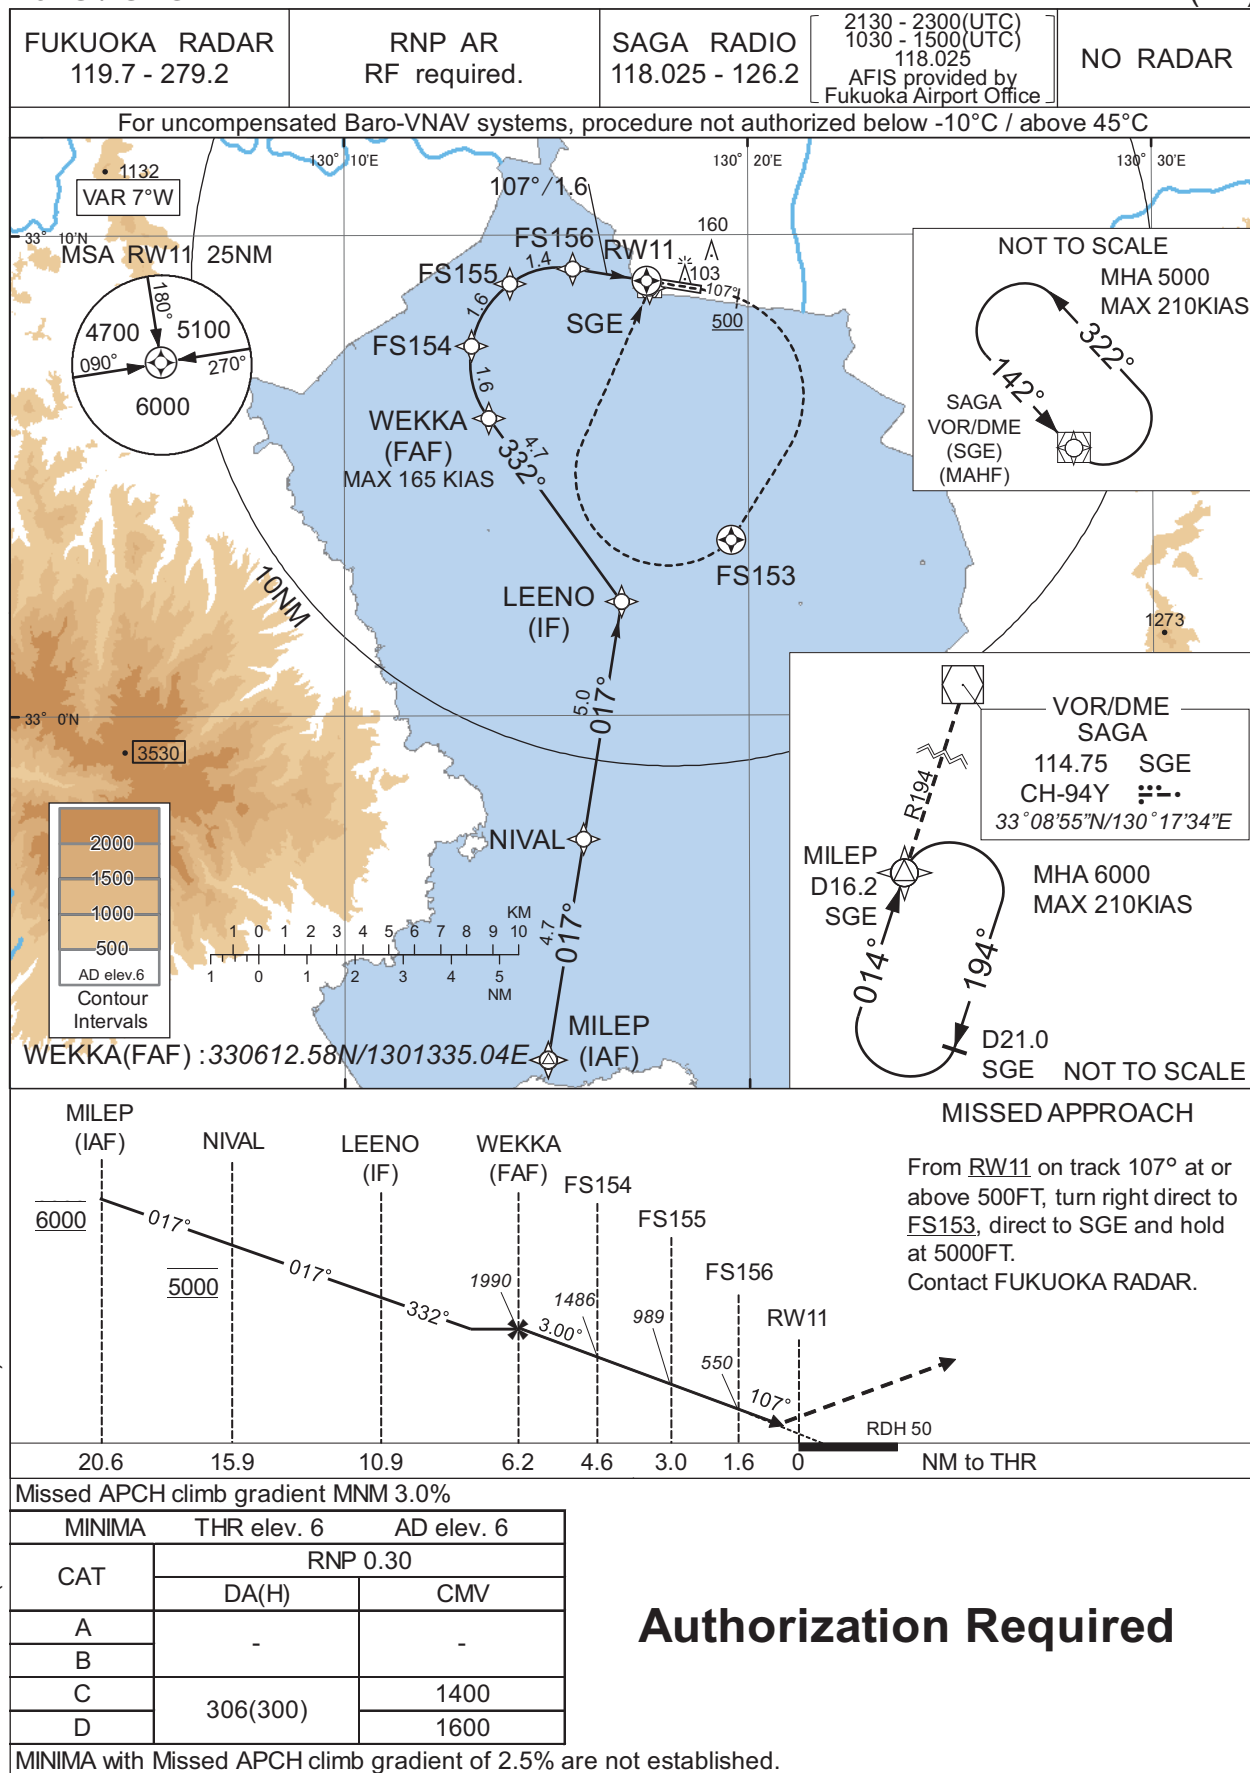 FUKUOKA RADAR
119.7 - 279.2
RNP AR
RF required.
SAGA RADIO
118.025 - 126.2
2130 - 2300(UTC)
1030 - 1500(UTC)
118.025
AFIS provided by
Fukuoka Airport Office
NO RADAR
For uncompensated Baro-VNAV systems, procedure not authorized below -10°C / above 45°C
130° 10'E
130° 20'E
130° 30'E
1132
VAR 7°W
33° 10'N
MSA RW11 25NM
180°
4700
5100
090°
270°
6000
107°/1.6
FS156
RW11
160
103
107°
1.4
FS155
1.6
SGE
500
FS154
1.6
WEKKA
(FAF)
MAX 165 KIAS
4.7
332°
FS153
LEENO
(IF)
10NM
NOT TO SCALE
MHA 5000
MAX 210KIAS
322°
142°
SAGA
VOR/DME
(SGE)
(MAHF)
1273
5.0
017°
33° 0'N
3530
NIVAL
4.7
017°
MILEP
(IAF)
2000
1500
1000
500
AD elev.6
Contour
Intervals
KM
1 0 1 2 3 4 5 6 7 8 9 10
1 0 1 2 3 4 5
NM
WEKKA(FAF) :330612.58N/1301335.04E
VOR/DME
SAGA
114.75 SGE
CH-94Y
33°08'55"N/130°17'34"E
R194
MILEP
D16.2
SGE
MHA 6000
MAX 210KIAS
014°
194°
D21.0
SGE
NOT TO SCALE
MILEP
(IAF)
NIVAL
LEENO
(IF)
WEKKA
(FAF)
FS154
FS155
FS156
RW11
6000
017°
5000
017°
332°
1990
3.00°
1486
989
550
107°
RDH 50
20.6 15.9 10.9 6.2 4.6 3.0 1.6 0 NM to THR
MISSED APPROACH
From RW11 on track 107° at or
above 500FT, turn right direct to
FS153, direct to SGE and hold
at 5000FT.
Contact FUKUOKA RADAR.
Missed APCH climb gradient MNM 3.0%
MINIMA THR elev. 6 AD elev. 6
CAT
RNP 0.30
DA(H) CMV
A
B
- -
C
D
306(300)
1400
1600
Authorization Required
MINIMA with Missed APCH climb gradient of 2.5% are not established.